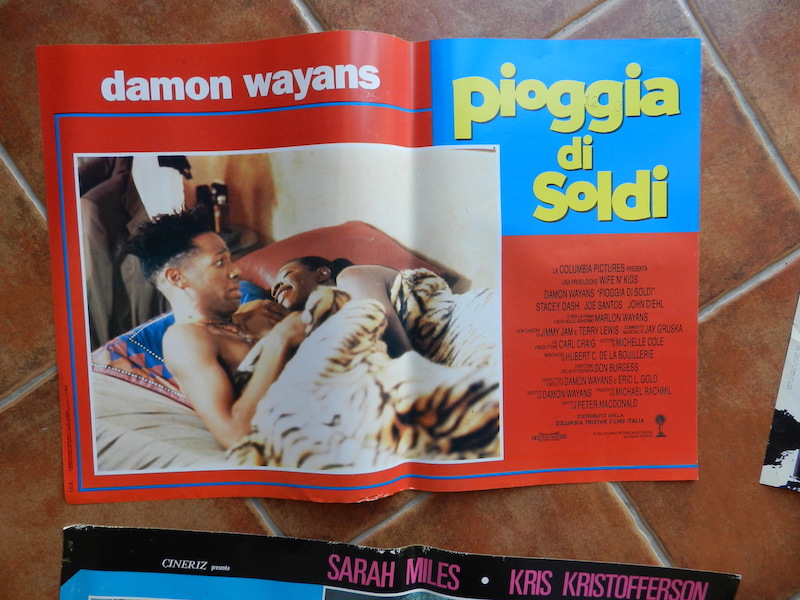 damon wayans
pioggia
di
Soldi
LA COLUMBIA PICTURES PRESENTA
UNA PRODUZIONE WIFE N' KIDS
DAMON WAYANS "PIOGGIA DI SOLDI"
STACEY DASH JOE SANTOS JOHN DIEHL
MARLON WAYANS
JIMMY JAM & TERRY LEWIS JAY GRUSKA
CARL CRAIG MICHELLE COLE
HUBERT C. DE LA BOUILLERIE
DON BURGESS
DAMON WAYANS & ERIC L. GOLD
DAMON WAYANS MICHAEL RACHMIL
PETER MACDONALD
DISTRIBUITO DALLA
COLUMBIA TRISTAR FILMS ITALIA
CINERIZ presenta
SARAH MILES • KRIS KRISTOFFERSON